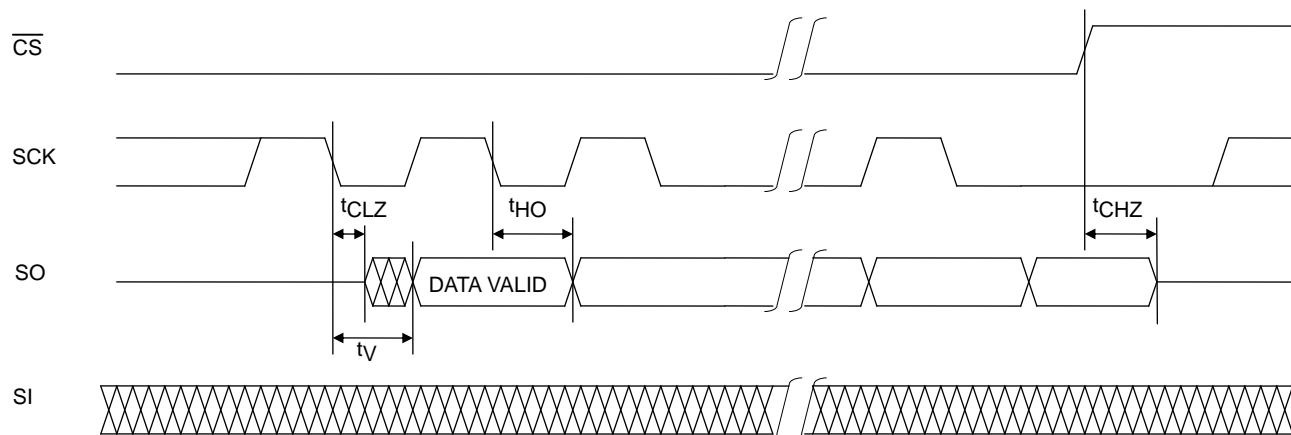 CS
SCK
tCLZ
tHO
tCHZ
SO
DATA VALID
tV
SI